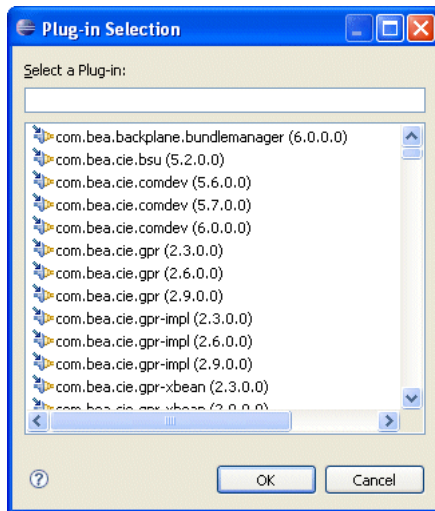 Plug-in Selection
Select a Plug-in:
com.bea.backplane.bundlemanager (6.0.0.0)
com.bea.cie.bsu (5.2.0.0)
com.bea.cie.comdev (5.6.0.0)
com.bea.cie.comdev (5.7.0.0)
com.bea.cie.comdev (6.0.0.0)
com.bea.cie.gpr (2.3.0.0)
com.bea.cie.gpr (2.6.0.0)
com.bea.cie.gpr (2.9.0.0)
com.bea.cie.gpr-impl (2.3.0.0)
com.bea.cie.gpr-impl (2.6.0.0)
com.bea.cie.gpr-impl (2.9.0.0)
com.bea.cie.gpr-xbean (2.3.0.0)
com.bea.cie.gpr-xbean
OK Cancel